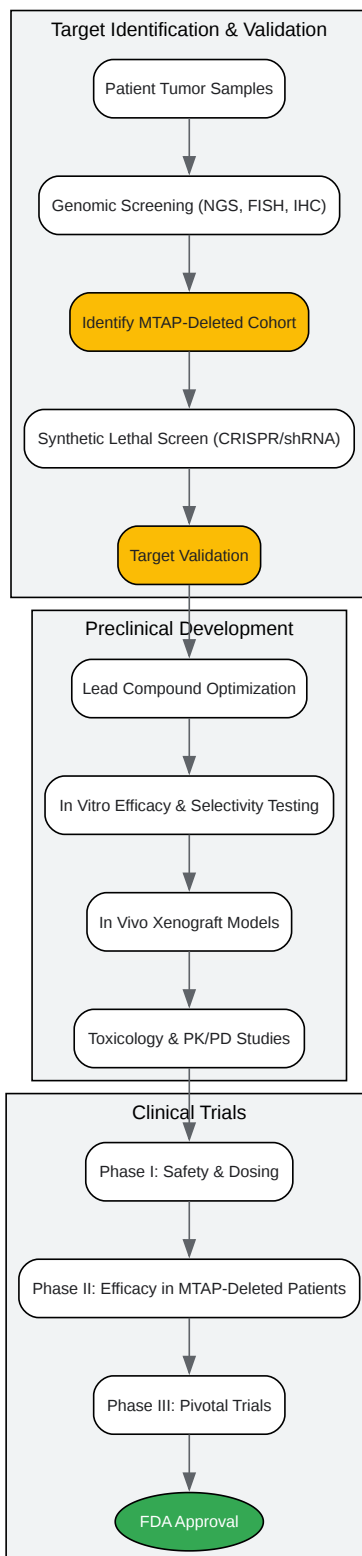 Target Identification & Validation
Patient Tumor Samples
Genomic Screening (NGS, FISH, IHC)
Identify MTAP-Deleted Cohort
Synthetic Lethal Screen (CRISPR/shRNA)
Target Validation
Preclinical Development
Lead Compound Optimization
In Vitro Efficacy & Selectivity Testing
In Vivo Xenograft Models
Toxicology & PK/PD Studies
Clinical Trials
Phase I: Safety & Dosing
Phase II: Efficacy in MTAP-Deleted Patients
Phase III: Pivotal Trials
FDA Approval